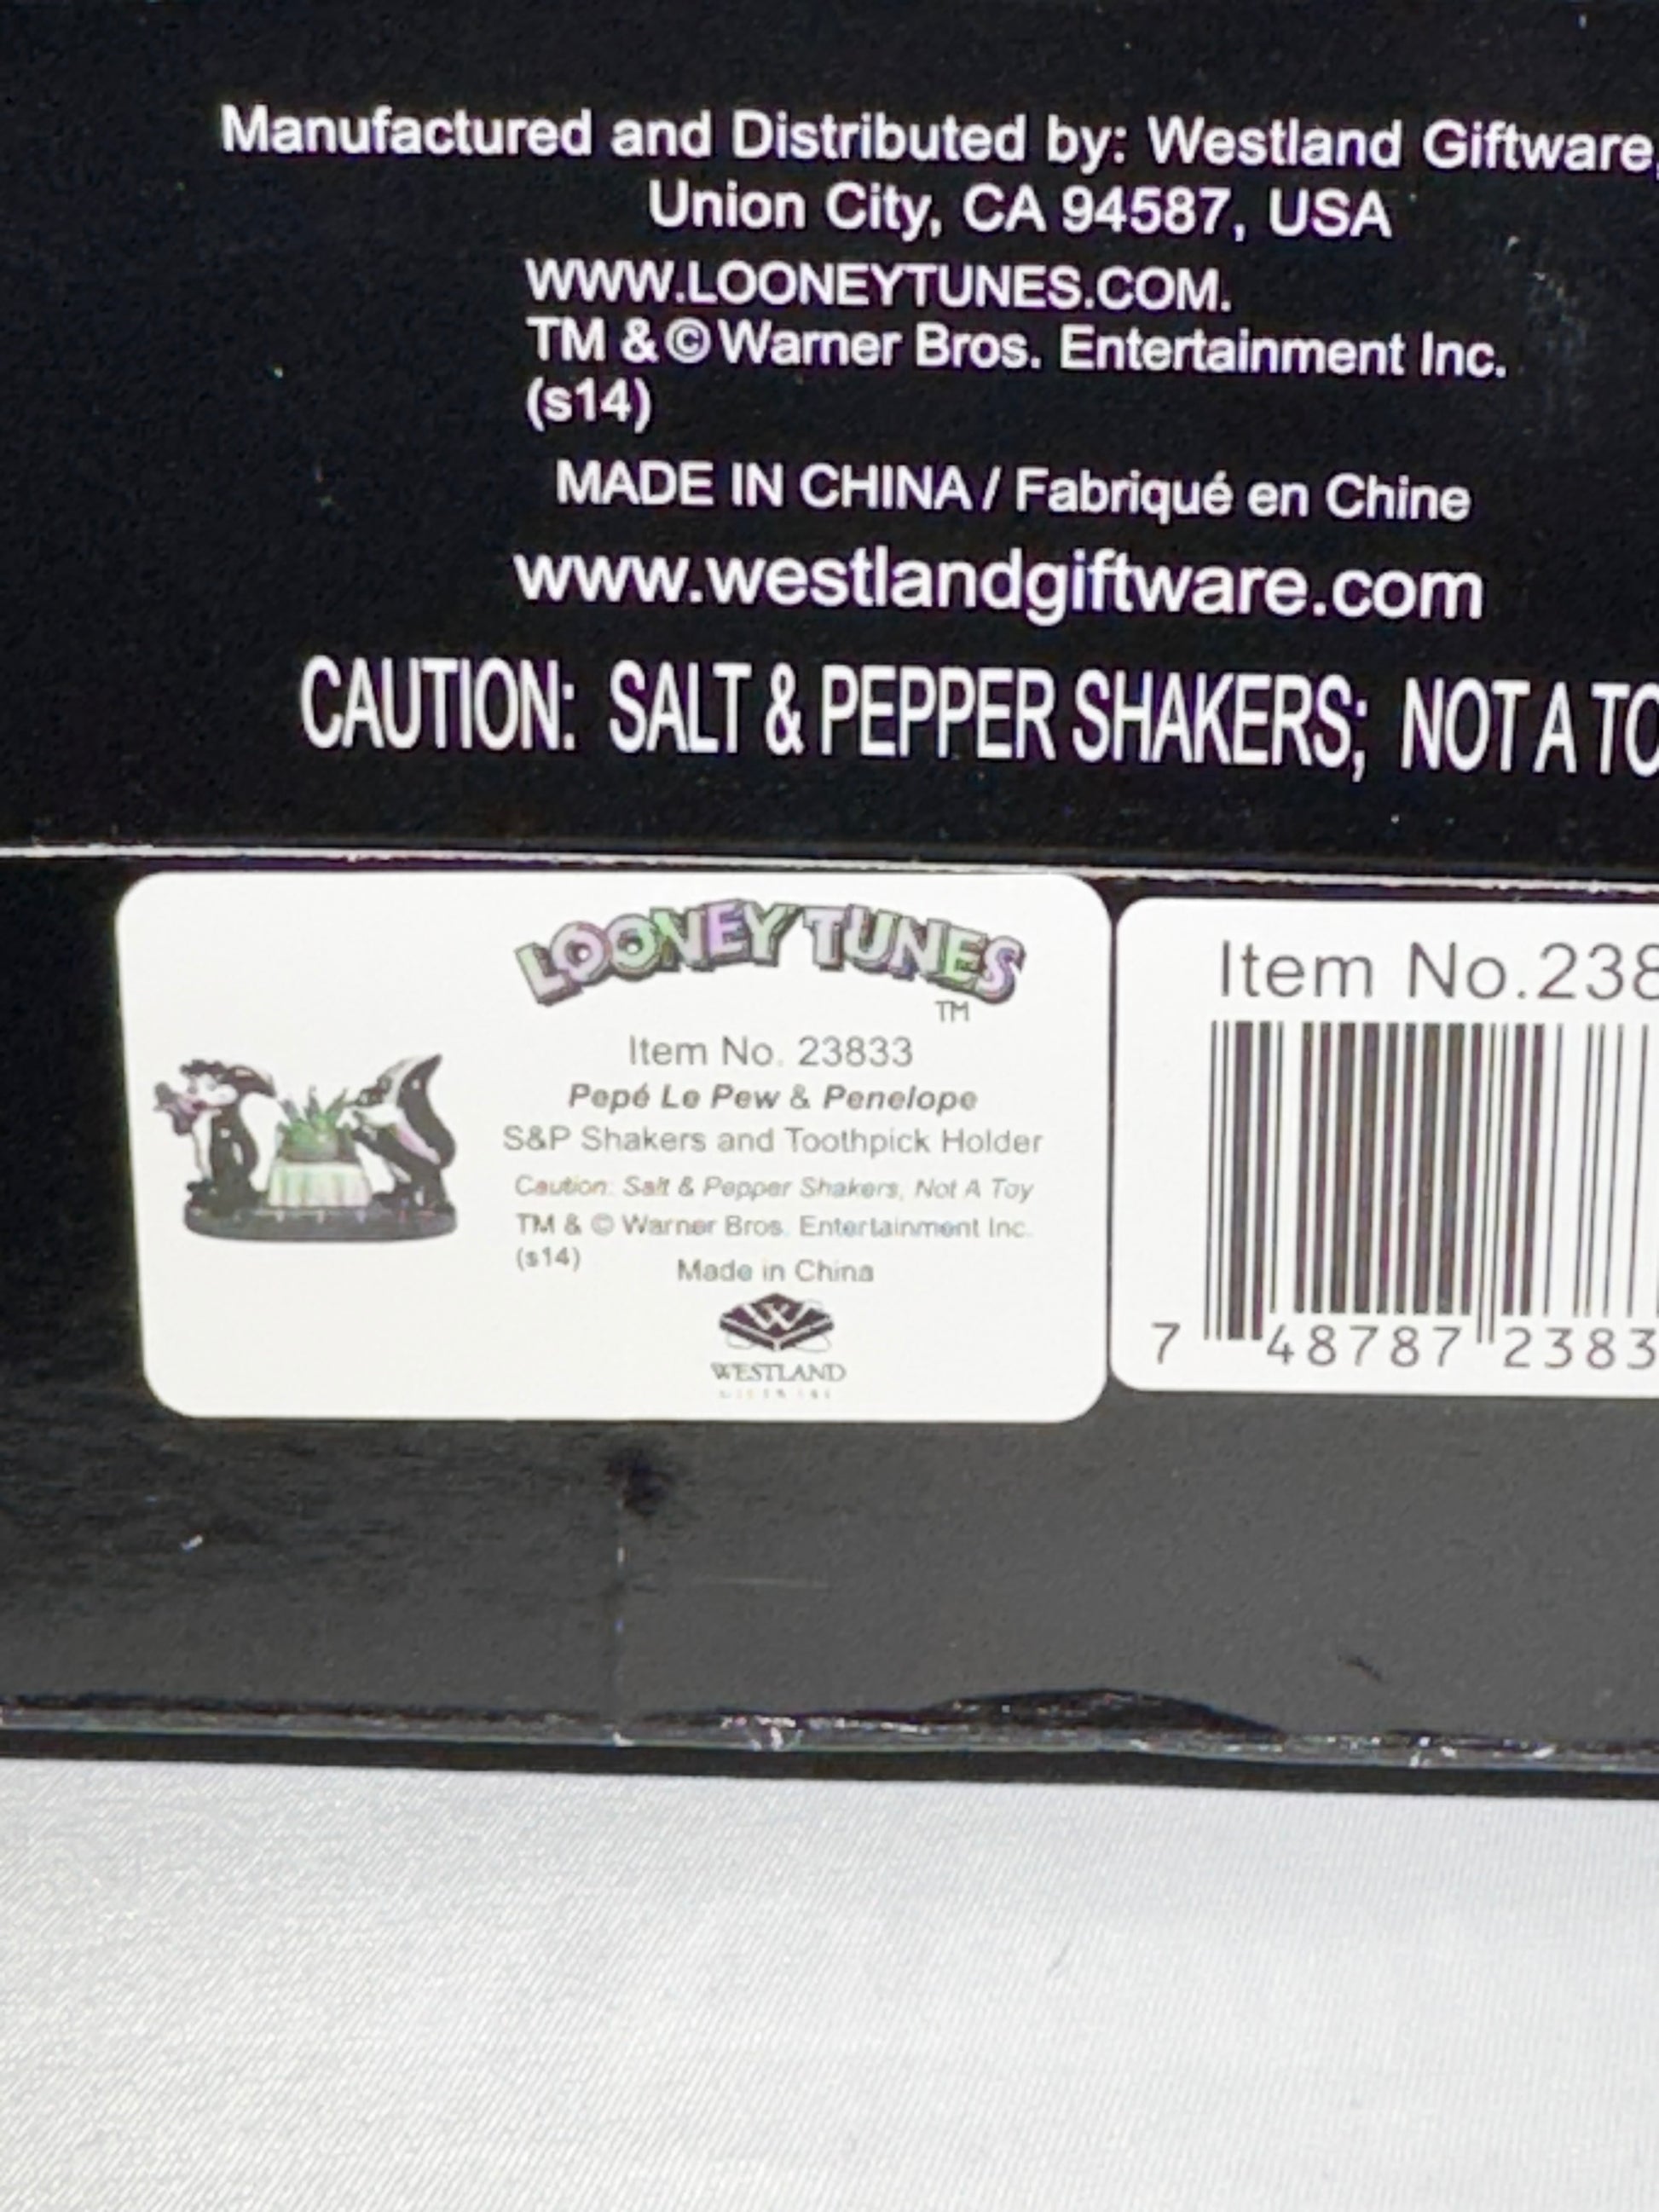 Manufactured and Distributed by: Westland Giftware,
Union City, CA 94587, USA
WWW.LOONEYTUNES.COM.
TM & © Warner Bros. Entertainment Inc.
(s14)
MADE IN CHINA / Fabriqué en Chine
www.westlandgiftware.com
CAUTION: SALT & PEPPER SHAKERS; NOT A TO
LOONEY TUNES
TM
Item No. 23833
Pepé Le Pew & Penelope
S&P Shakers and Toothpick Holder
Caution: Salt & Pepper Shakers, Not A Toy
TM & © Warner Bros. Entertainment Inc.
(s14)
Made in China
W
WESTLAND
Item No.238
7 48787 2383